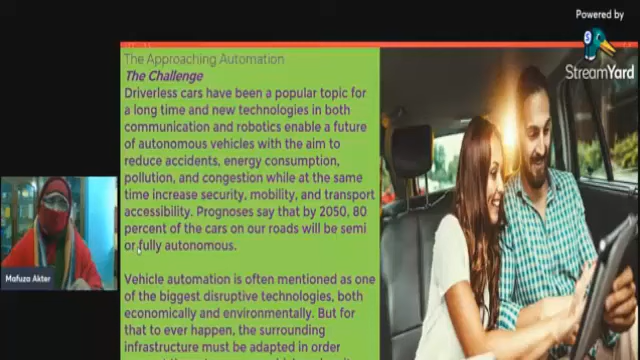 Powered by
StreamYard
The Approaching Automation
The Challenge
Driverless cars have been a popular topic for
a long time and new technologies in both
communication and robotics enable a future
of autonomous vehicles with the aim to
reduce accidents, energy consumption,
pollution, and congestion while at the same
time increase security, mobility, and transport
accessibility. Prognoses say that by 2050, 80
percent of the cars on our roads will be semi
or fully autonomous.
Vehicle automation is often mentioned as one
of the biggest disruptive technologies, both
economically and environmentally. But for
that to ever happen, the surrounding
infrastructure must be adapted in order
Mafuza Akter